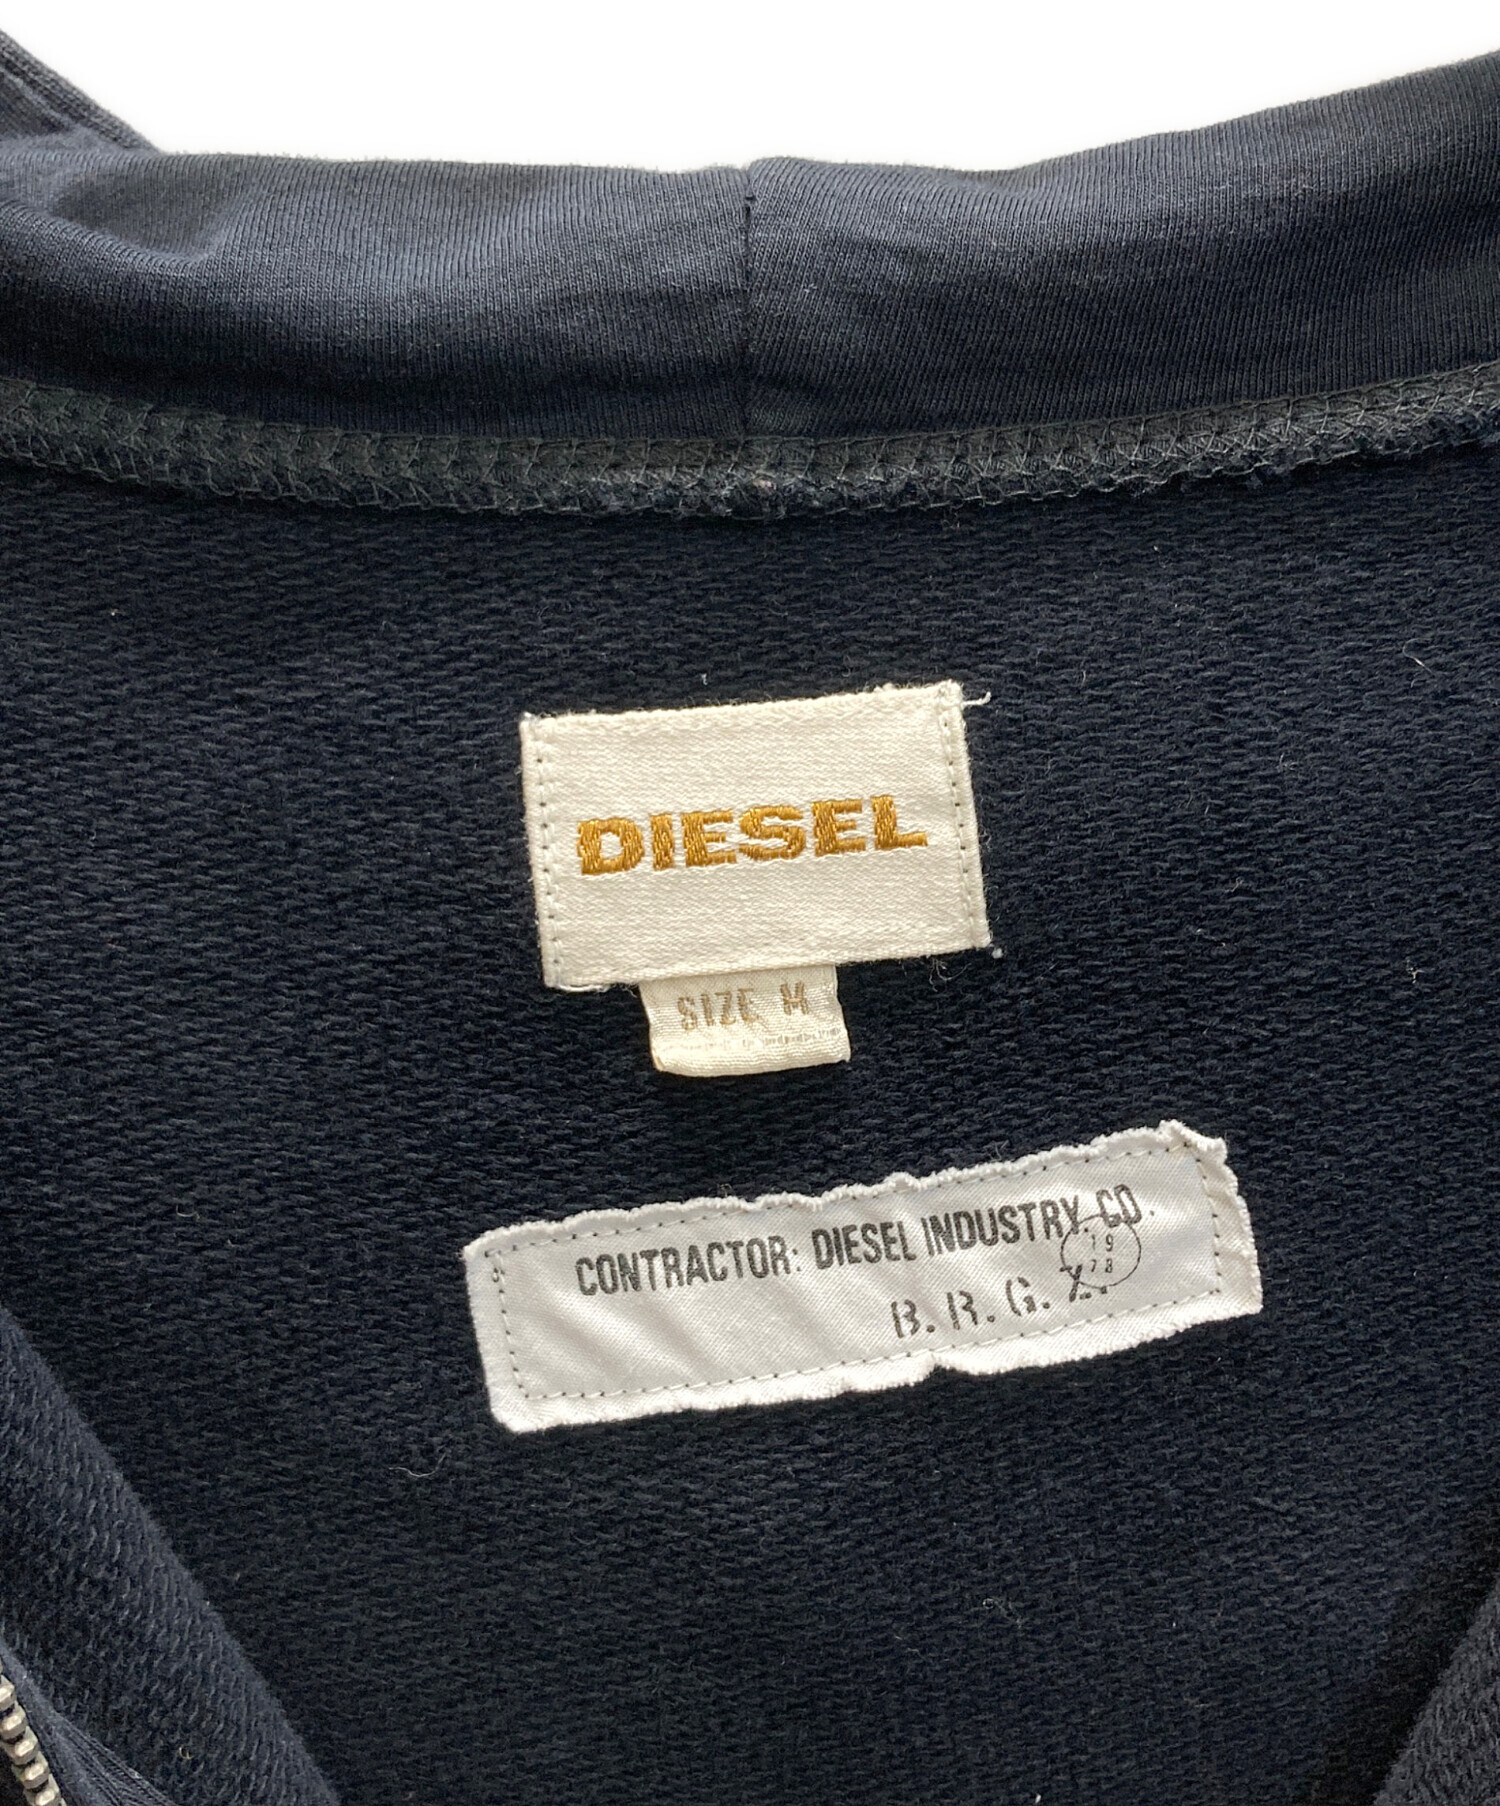 DIESEL
SIZE M
CONTRACTOR: DIESEL INDUSTRY. CO.
19
78
B. R. G.